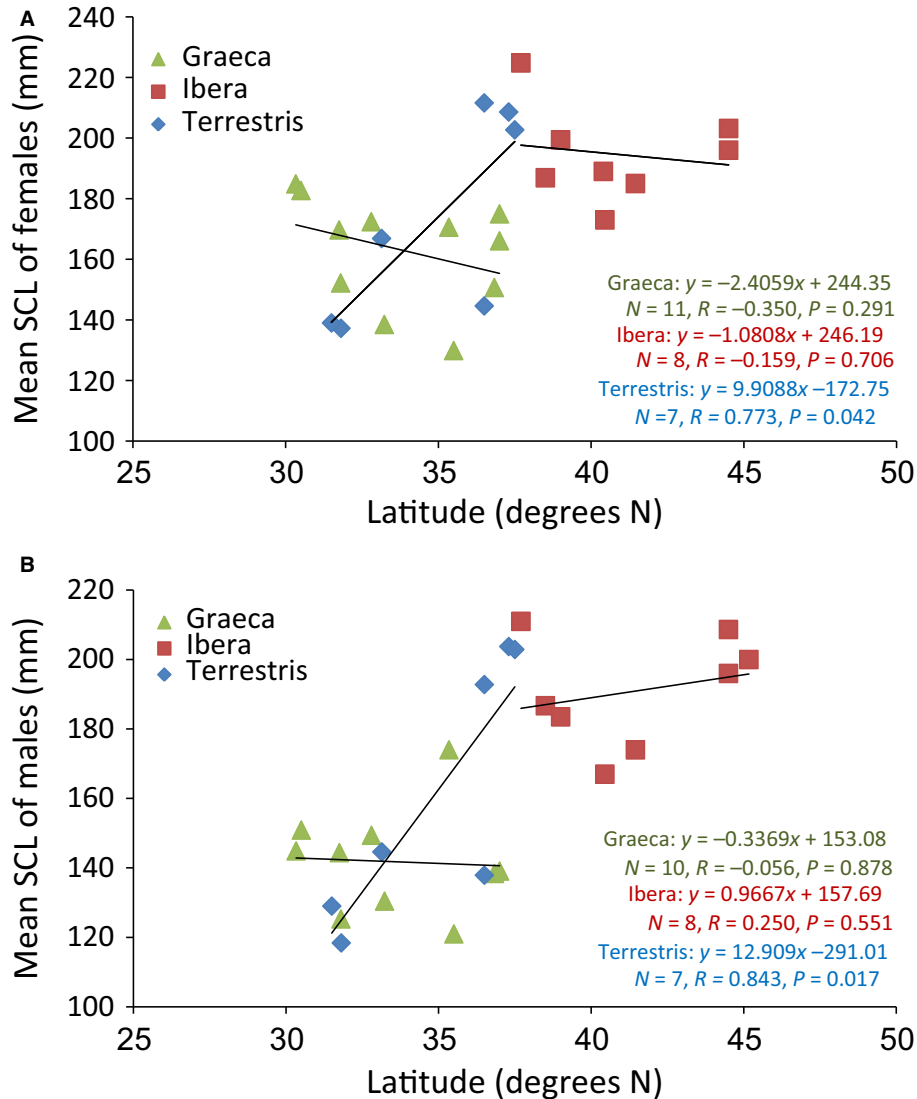 A
Mean SCL of females (mm)
240
220
200
180
160
140
120
100
Graeca
Ibera
Terrestris
Graeca: y = –2.4059x + 244.35
N = 11, R = –0.350, P = 0.291
Ibera: y = –1.0808x + 246.19
N = 8, R = –0.159, P = 0.706
Terrestris: y = 9.9088x –172.75
N =7, R = 0.773, P = 0.042
25 30 35 40 45 50
Latitude (degrees N)
B
Mean SCL of males (mm)
220
200
180
160
140
120
100
Graeca
Ibera
Terrestris
Graeca: y = –0.3369x + 153.08
N = 10, R = –0.056, P = 0.878
Ibera: y = 0.9667x + 157.69
N = 8, R = 0.250, P = 0.551
Terrestris: y = 12.909x –291.01
N = 7, R = 0.843, P = 0.017
25 30 35 40 45 50
Latitude (degrees N)